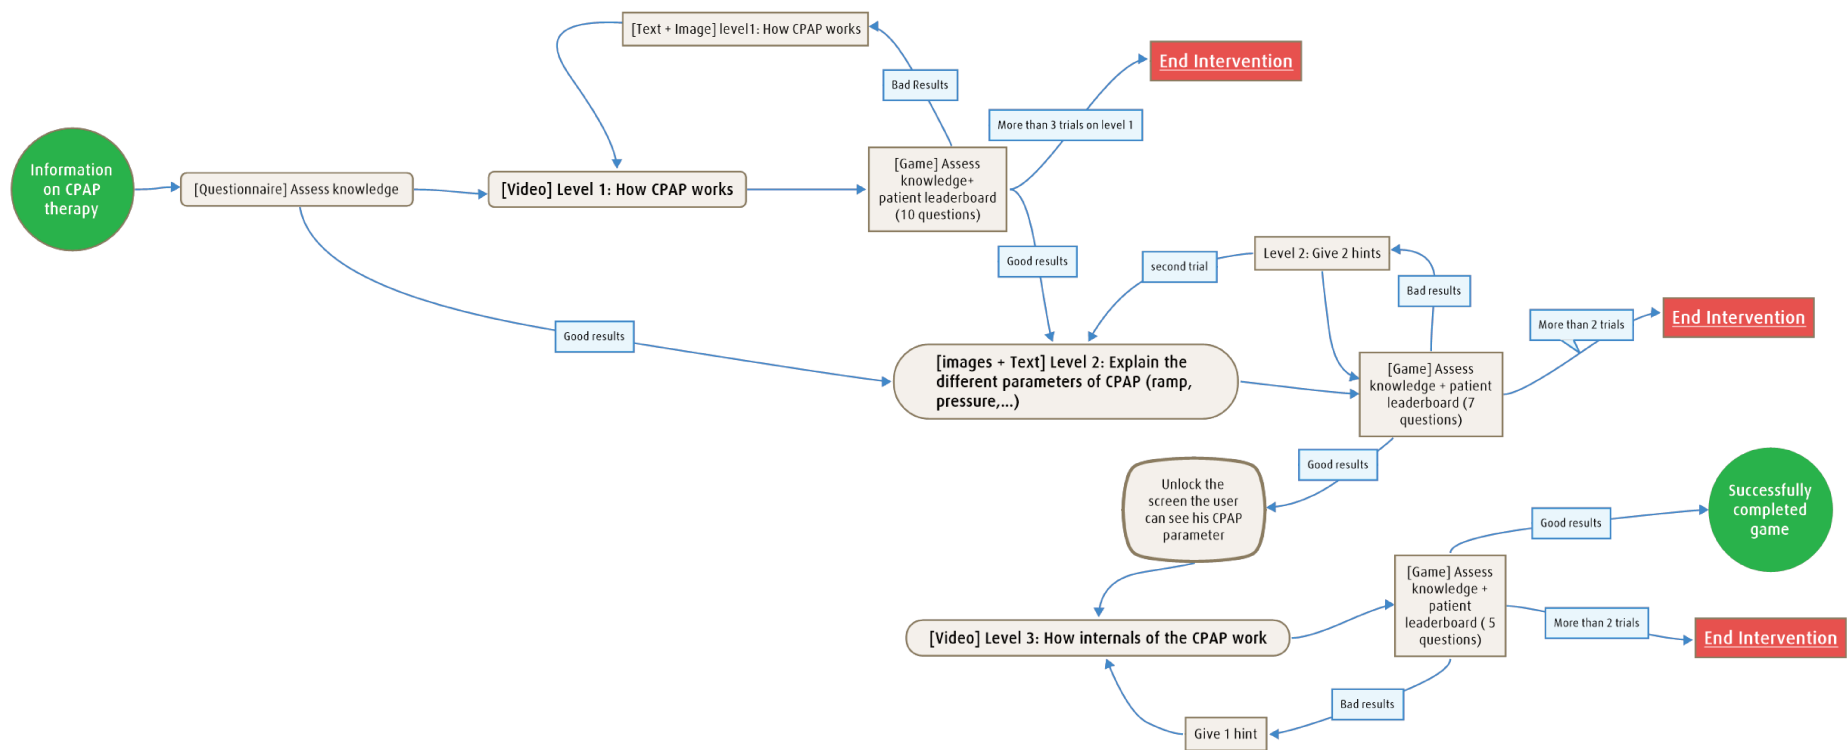 [Text + Image] level1: How CPAP works
Bad Results
End Intervention
More than 3 trials on level 1
Information
on CPAP
therapy
[Questionnaire] Assess knowledge
[Video] Level 1: How CPAP works
[Game] Assess
knowledge+
patient leaderboard
(10 questions)
Good results
second trial
Level 2: Give 2 hints
Bad results
More than 2 trials
End Intervention
Good results
[images + Text] Level 2: Explain the
different parameters of CPAP (ramp,
pressure,...)
[Game] Assess
knowledge + patient
leaderboard (7
questions)
Good results
Unlock the
screen the user
can see his CPAP
parameter
Successfully
completed
game
Good results
[Game] Assess
knowledge +
patient
leaderboard ( 5
questions)
More than 2 trials
End Intervention
[Video] Level 3: How internals of the CPAP work
Bad results
Give 1 hint